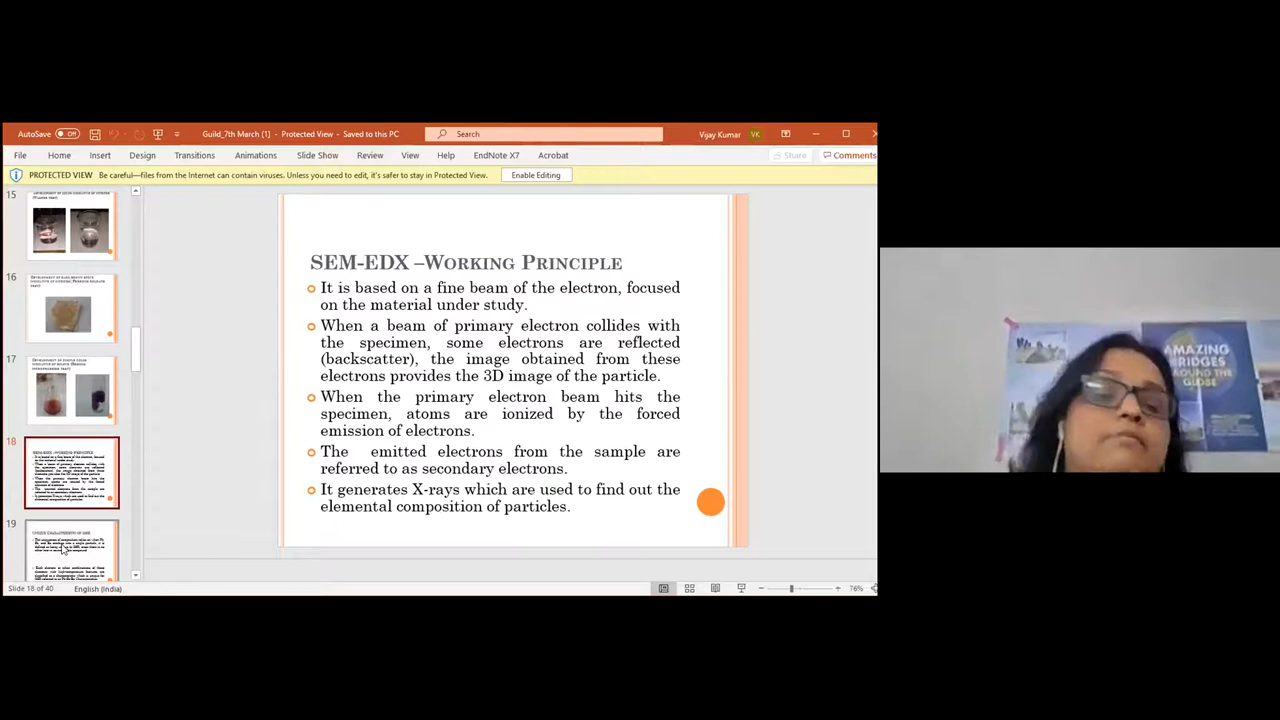 AutoSave Off
Guild_7th March (1) - Protected View - Saved to this PC
Search
Vijay Kumar VK
File Home Insert Design Transitions Animations Slide Show Review View Help EndNote X7 Acrobat Share Comments
PROTECTED VIEW Be careful—files from the Internet can contain viruses. Unless you need to edit, it's safer to stay in Protected View. Enable Editing
15
16
17
18
19
SEM-EDX –Working Principle
It is based on a fine beam of the electron, focused
on the material under study.
When a beam of primary electron collides with
the specimen, some electrons are reflected
(backscatter), the image obtained from these
electrons provides the 3D image of the particle.
When the primary electron beam hits the
specimen, atoms are ionized by the forced
emission of electrons.
The emitted electrons from the sample are
referred to as secondary electrons.
It generates X-rays which are used to find out the
elemental composition of particles.
Slide 18 of 40 English (India) 76%
AMAZING
BRIDGES
AROUND THE
GLOBE